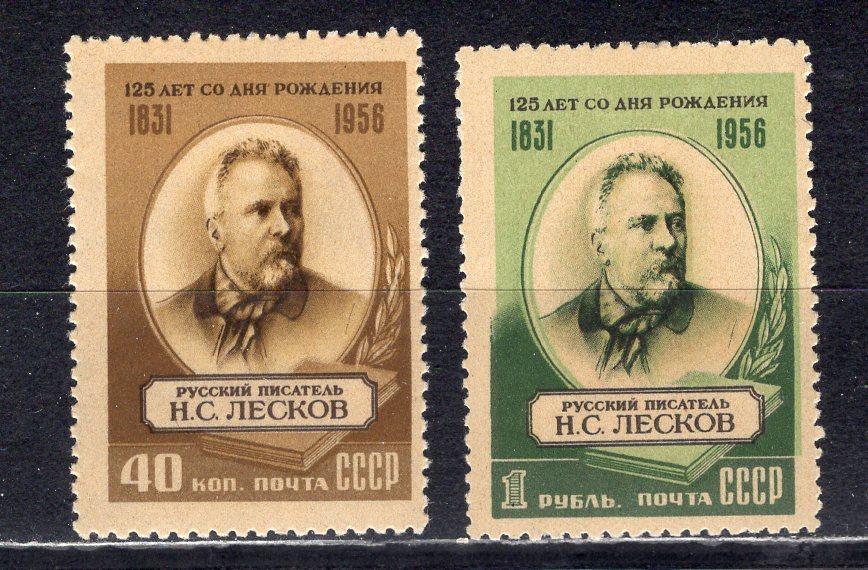 125 ЛЕТ СО ДНЯ РОЖДЕНИЯ
1831 1956
РУССКИЙ ПИСАТЕЛЬ
Н.С. ЛЕСКОВ
40 КОП. ПОЧТА СССР
125 ЛЕТ СО ДНЯ РОЖДЕНИЯ
1831 1956
РУССКИЙ ПИСАТЕЛЬ
Н.С. ЛЕСКОВ
1 РУБЛЬ. ПОЧТА СССР